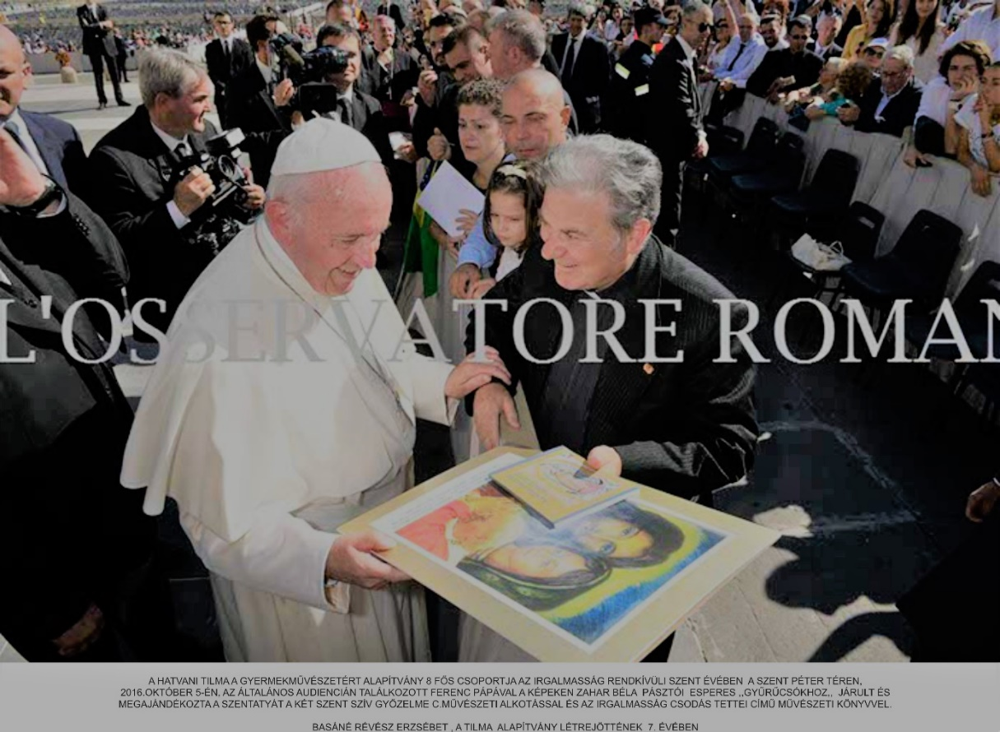 L'OSSERVATORE ROMAN
A HATVANI TILMA A GYERMEKMŰVÉSZETÉRT ALAPÍTVÁNY 8 FŐS CSOPORTJA AZ IRGALMASSÁG RENDKÍVÜLI SZENT ÉVÉBEN A SZENT PÉTER TÉREN,
2016.OKTÓBER 5-ÉN, AZ ÁLTALÁNOS AUDIENCIÁN TALÁLKOZOTT FERENC PÁPÁVAL A KÉPEKEN ZAHAR BÉLA PÁSZTÓI ESPERES ,,GYŰRŰCSÓKHOZ,, JÁRULT ÉS
MEGAJÁNDÉKOZTA A SZENTATYÁT A KÉT SZENT SZÍV GYŐZELME C.MŰVÉSZETI ALKOTÁSSAL ÉS AZ IRGALMASSÁG CSODÁS TETTEI CÍMŰ MŰVÉSZETI KÖNYVVEL.
BASÁNÉ RÉVÉSZ ERZSÉBET , A TILMA ALAPÍTVÁNY LÉTREJÖTTÉNEK 7. ÉVÉBEN